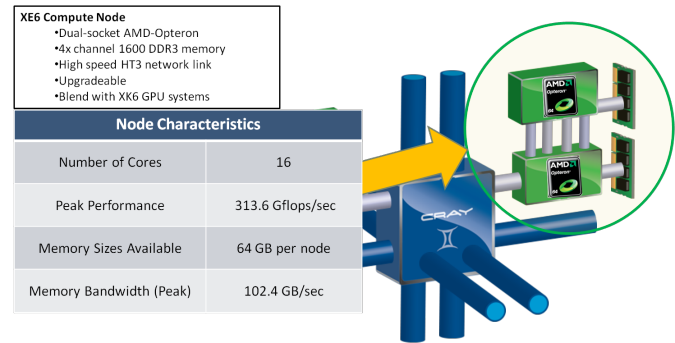 XE6 Compute Node
•Dual-socket AMD-Opteron
•4x channel 1600 DDR3 memory
•High speed HT3 network link
•Upgradeable
•Blend with XK6 GPU systems
Node Characteristics
Number of Cores 16
Peak Performance 313.6 Gflops/sec
Memory Sizes Available 64 GB per node
Memory Bandwidth (Peak) 102.4 GB/sec
CRAY
AMD
Opteron
64
AMD
Opteron
64